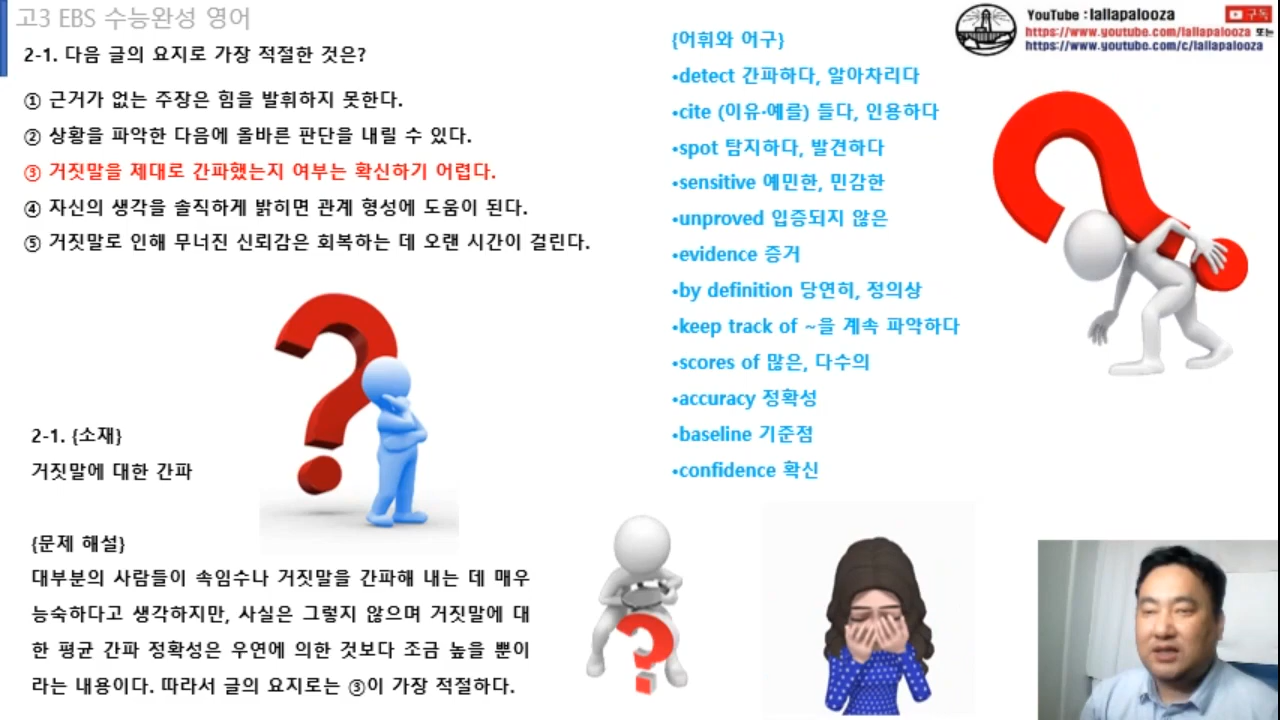 고3 EBS 수능완성 영어
2-1. 다음 글의 요지로 가장 적절한 것은?
① 근거가 없는 주장은 힘을 발휘하지 못한다.
② 상황을 파악한 다음에 올바른 판단을 내릴 수 있다.
③ 거짓말을 제대로 간파했는지 여부는 확신하기 어렵다.
④ 자신의 생각을 솔직하게 밝히면 관계 형성에 도움이 된다.
⑤ 거짓말로 인해 무너진 신뢰감은 회복하는 데 오랜 시간이 걸린다.
2-1. {소재}
거짓말에 대한 간파
{문제 해설}
대부분의 사람들이 속임수나 거짓말을 간파해 내는 데 매우
능숙하다고 생각하지만, 사실은 그렇지 않으며 거짓말에 대
한 평균 간파 정확성은 우연에 의한 것보다 조금 높을 뿐이
라는 내용이다. 따라서 글의 요지로는 ③이 가장 적절하다.
{어휘와 어구}
•detect 간파하다, 알아차리다
•cite (이유·예를) 들다, 인용하다
•spot 탐지하다, 발견하다
•sensitive 예민한, 민감한
•unproved 입증되지 않은
•evidence 증거
•by definition 당연히, 정의상
•keep track of ~을 계속 파악하다
•scores of 많은, 다수의
•accuracy 정확성
•baseline 기준점
•confidence 확신
YouTube : lallapalooza
구독
https://www.youtube.com/lallapalooza 또는
https://www.youtube.com/c/lallapalooza